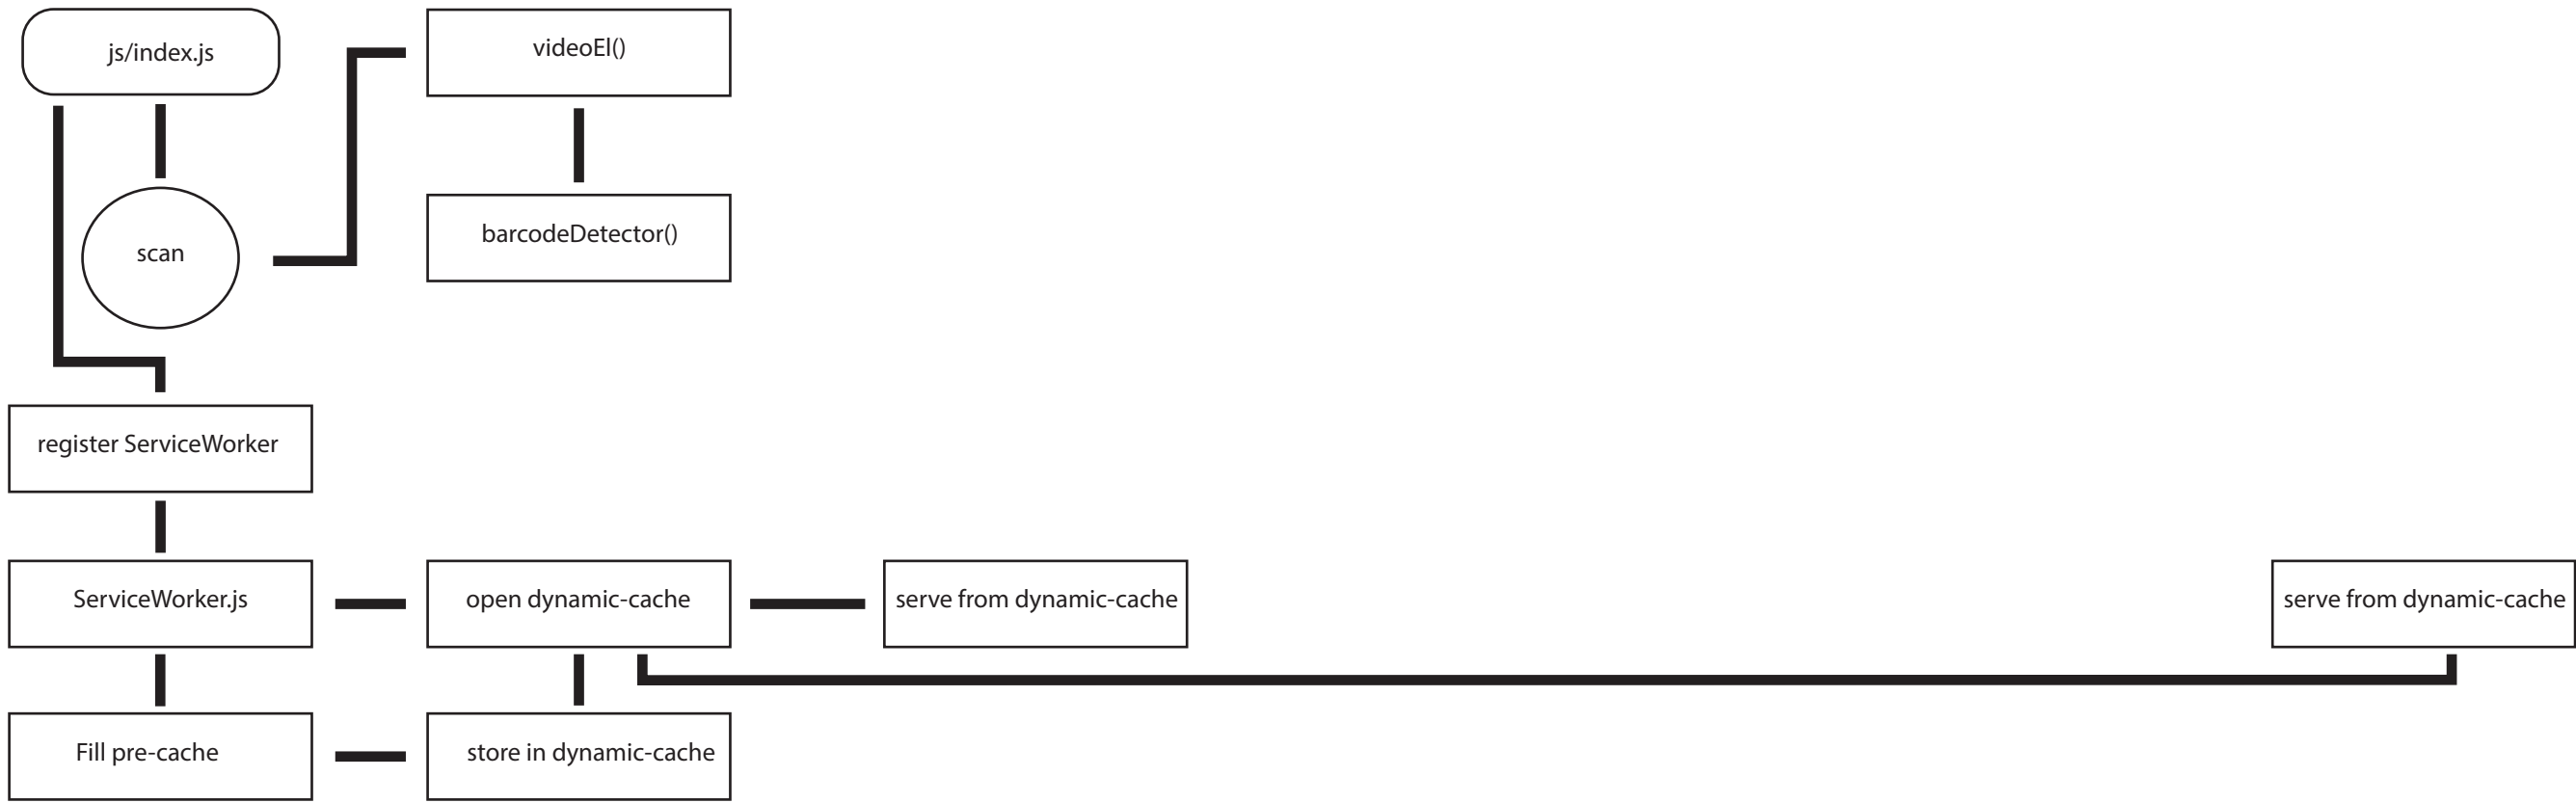 js/index.js
videoEl()
scan
barcodeDetector()
register ServiceWorker
ServiceWorker.js
open dynamic-cache
serve from dynamic-cache
serve from dynamic-cache
Fill pre-cache
store in dynamic-cache